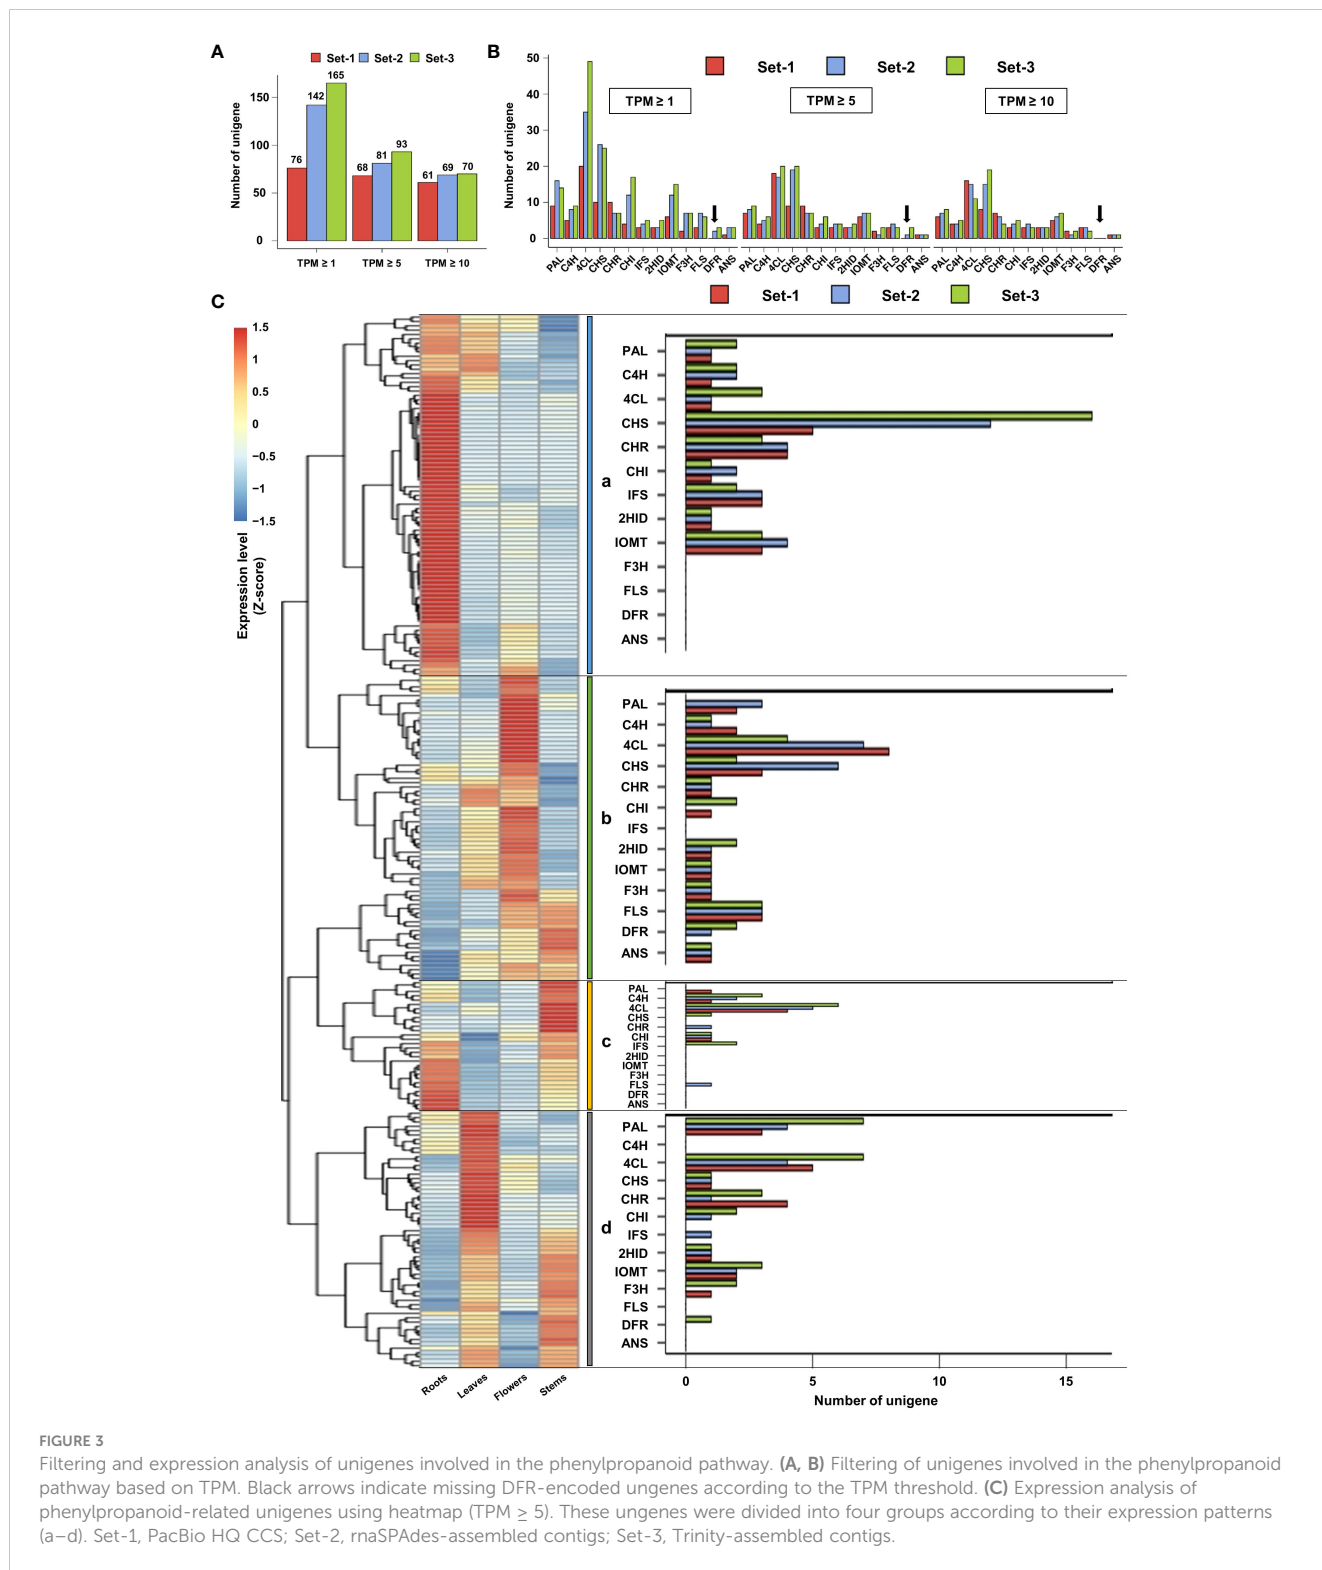 A
Set-1 Set-2 Set-3
Number of unigene
150
100
50
0
76
142
165
68
81
93
61
69
70
TPM ≥ 1 TPM ≥ 5 TPM ≥ 10
B
Set-1 Set-2 Set-3
TPM ≥ 1 TPM ≥ 5 TPM ≥ 10
Number of unigene
50
40
30
20
10
0
PAL C4H 4CL CHS CHR CHI IFS 2HID IOMT F3H FLS DFR ANS
PAL C4H 4CL CHS CHR CHI IFS 2HID IOMT F3H FLS DFR ANS
PAL C4H 4CL CHS CHR CHI IFS 2HID IOMT F3H FLS DFR ANS
C
Set-1 Set-2 Set-3
1.5
1
0.5
0
−0.5
−1
−1.5
Expression level
(Z-score)
a
PAL
C4H
4CL
CHS
CHR
CHI
IFS
2HID
IOMT
F3H
FLS
DFR
ANS
b
PAL
C4H
4CL
CHS
CHR
CHI
IFS
2HID
IOMT
F3H
FLS
DFR
ANS
c
PAL
C4H
4CL
CHS
CHR
CHI
IFS
2HID
IOMT
F3H
FLS
DFR
ANS
d
PAL
C4H
4CL
CHS
CHR
CHI
IFS
2HID
IOMT
F3H
FLS
DFR
ANS
Roots Leaves Flowers Stems
0 5 10 15
Number of unigene
FIGURE 3
Filtering and expression analysis of unigenes involved in the phenylpropanoid pathway. (A, B) Filtering of unigenes involved in the phenylpropanoid
pathway based on TPM. Black arrows indicate missing DFR-encoded ungenes according to the TPM threshold. (C) Expression analysis of
phenylpropanoid-related unigenes using heatmap (TPM ≥ 5). These ungenes were divided into four groups according to their expression patterns
(a–d). Set-1, PacBio HQ CCS; Set-2, rnaSPAdes-assembled contigs; Set-3, Trinity-assembled contigs.